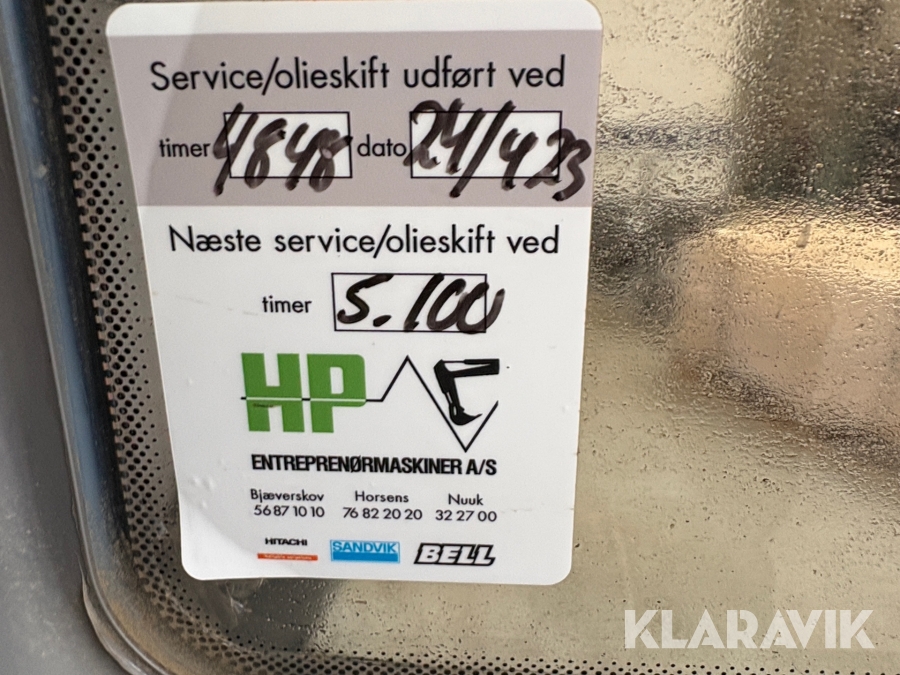 Service/olieskift udført ved
timer 4848 dato 24/4 23
Næste service/olieskift ved
timer 5.100
HP
ENTREPRENØRMASKINER A/S
Bjæverskov Horsens Nuuk
56 87 10 10 76 82 20 20 32 27 00
HITACHI SANDVIK BELL
KLARAVIK